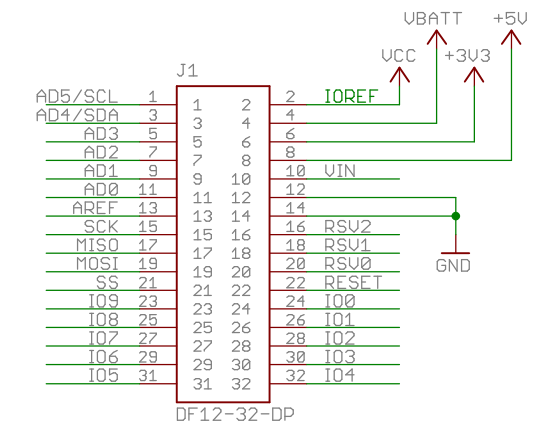 VBATT +5V
VCC +3V3
J1
AD5/SCL 1 1 2 2 IOREF
AD4/SDA 3 3 4 4
AD3 5 5 6 6
AD2 7 7 8 8
AD1 9 9 10 10 VIN
AD0 11 11 12 12
AREF 13 13 14 14
SCK 15 15 16 16 RSV2
MISO 17 17 18 18 RSV1
MOSI 19 19 20 20 RSV0
SS 21 21 22 22 RESET
IO9 23 23 24 24 IO0
IO8 25 25 26 26 IO1
IO7 27 27 28 28 IO2
IO6 29 29 30 30 IO3
IO5 31 31 32 32 IO4
GND
DF12-32-DP